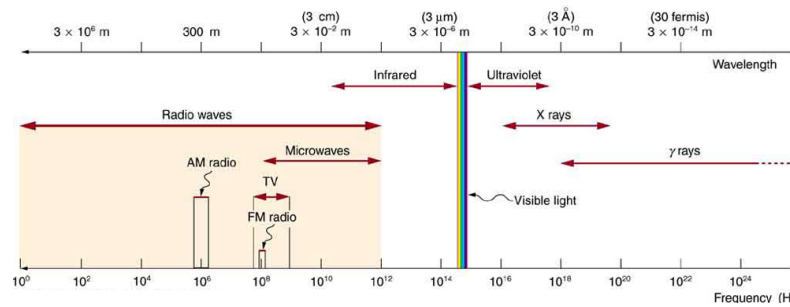 (3 cm) (3 μm) (3 Å) (30 fermis)
3 × 10⁶ m 300 m 3 × 10⁻² m 3 × 10⁻⁶ m 3 × 10⁻¹⁰ m 3 × 10⁻¹⁴ m
Wavelength
Infrared Ultraviolet
Radio waves X rays
Microwaves γ rays
AM radio
TV
Visible light
FM radio
10⁰ 10² 10⁴ 10⁶ 10⁸ 10¹⁰ 10¹² 10¹⁴ 10¹⁶ 10¹⁸ 10²⁰ 10²² 10²⁴
Frequency (H